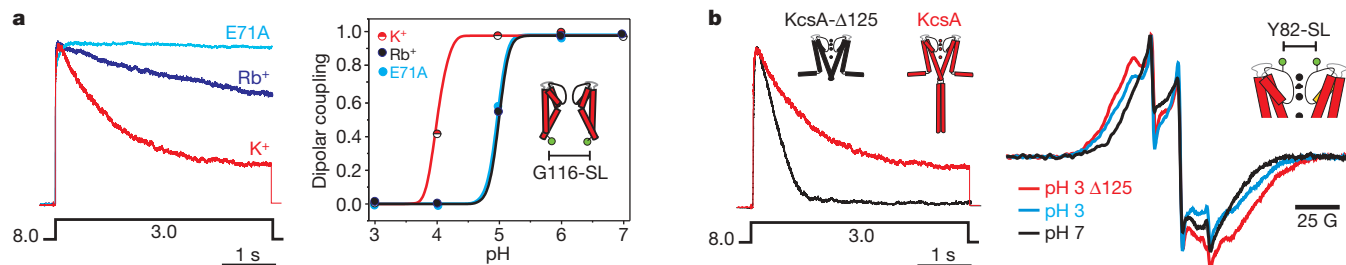 a
E71A
Rb⁺
K⁺
8.0
3.0
1 s
Dipolar coupling
1.0
0.8
0.6
0.4
0.2
0.0
K⁺
Rb⁺
E71A
G116-SL
3
4
5
6
7
pH
b
KcsA-Δ125
KcsA
8.0
3.0
1 s
Y82-SL
pH 3 Δ125
pH 3
pH 7
25 G